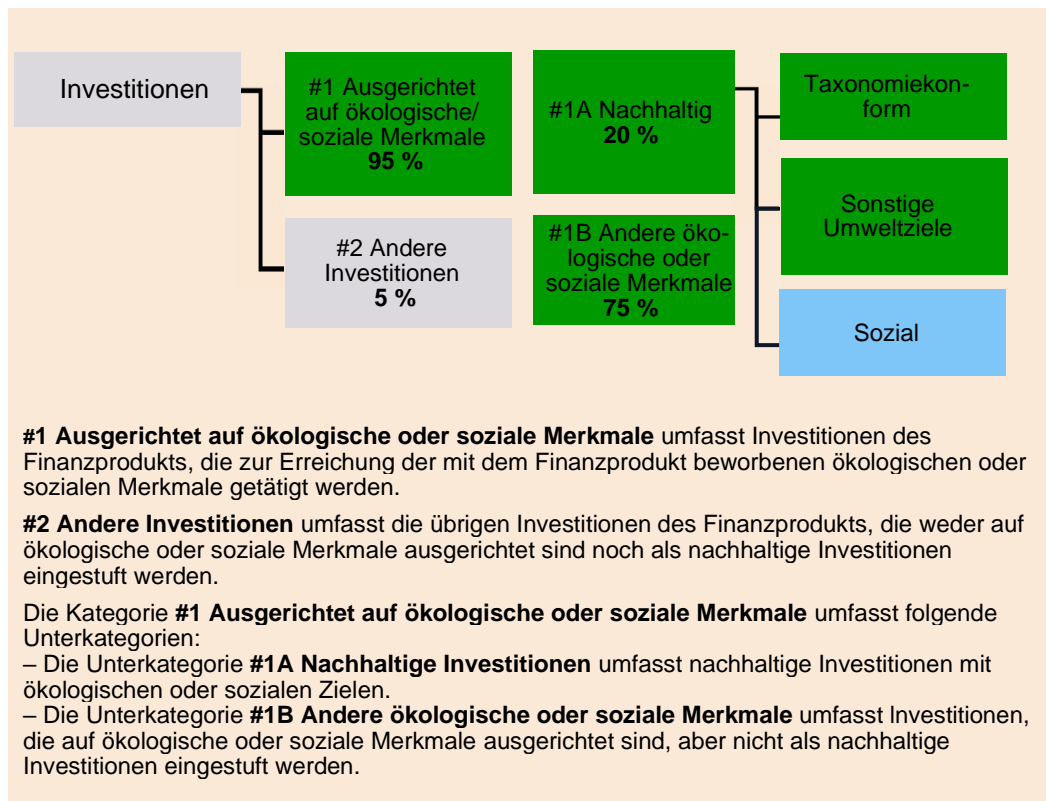 Investitionen
#1 Ausgerichtet
auf ökologische/
soziale Merkmale
95 %
#2 Andere
Investitionen
5 %
#1A Nachhaltig
20 %
#1B Andere öko-
logische oder
soziale Merkmale
75 %
Taxonomiekon-
form
Sonstige
Umweltziele
Sozial
#1 Ausgerichtet auf ökologische oder soziale Merkmale umfasst Investitionen des
Finanzprodukts, die zur Erreichung der mit dem Finanzprodukt beworbenen ökologischen oder
sozialen Merkmale getätigt werden.
#2 Andere Investitionen umfasst die übrigen Investitionen des Finanzprodukts, die weder auf
ökologische oder soziale Merkmale ausgerichtet sind noch als nachhaltige Investitionen
eingestuft werden.
Die Kategorie #1 Ausgerichtet auf ökologische oder soziale Merkmale umfasst folgende
Unterkategorien:
– Die Unterkategorie #1A Nachhaltige Investitionen umfasst nachhaltige Investitionen mit
ökologischen oder sozialen Zielen.
– Die Unterkategorie #1B Andere ökologische oder soziale Merkmale umfasst Investitionen,
die auf ökologische oder soziale Merkmale ausgerichtet sind, aber nicht als nachhaltige
Investitionen eingestuft werden.